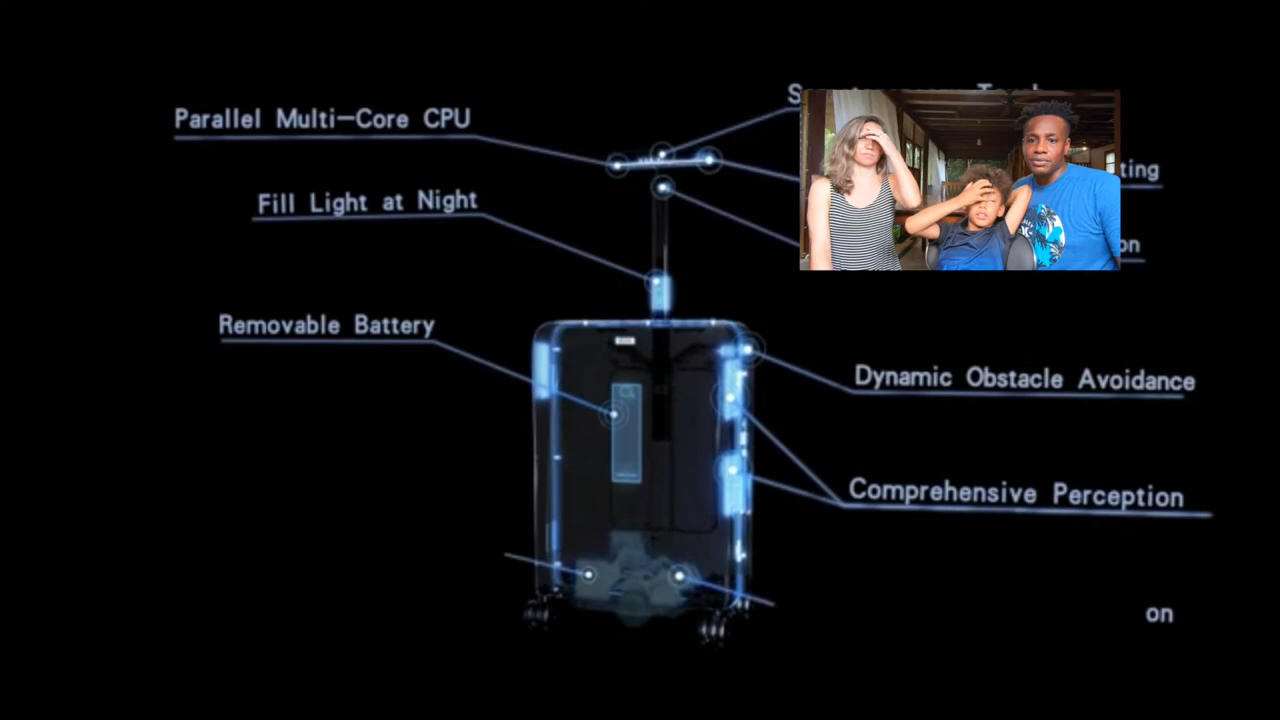 Parallel Multi-Core CPU
Fill Light at Night
Removable Battery
Dynamic Obstacle Avoidance
Comprehensive Perception
on